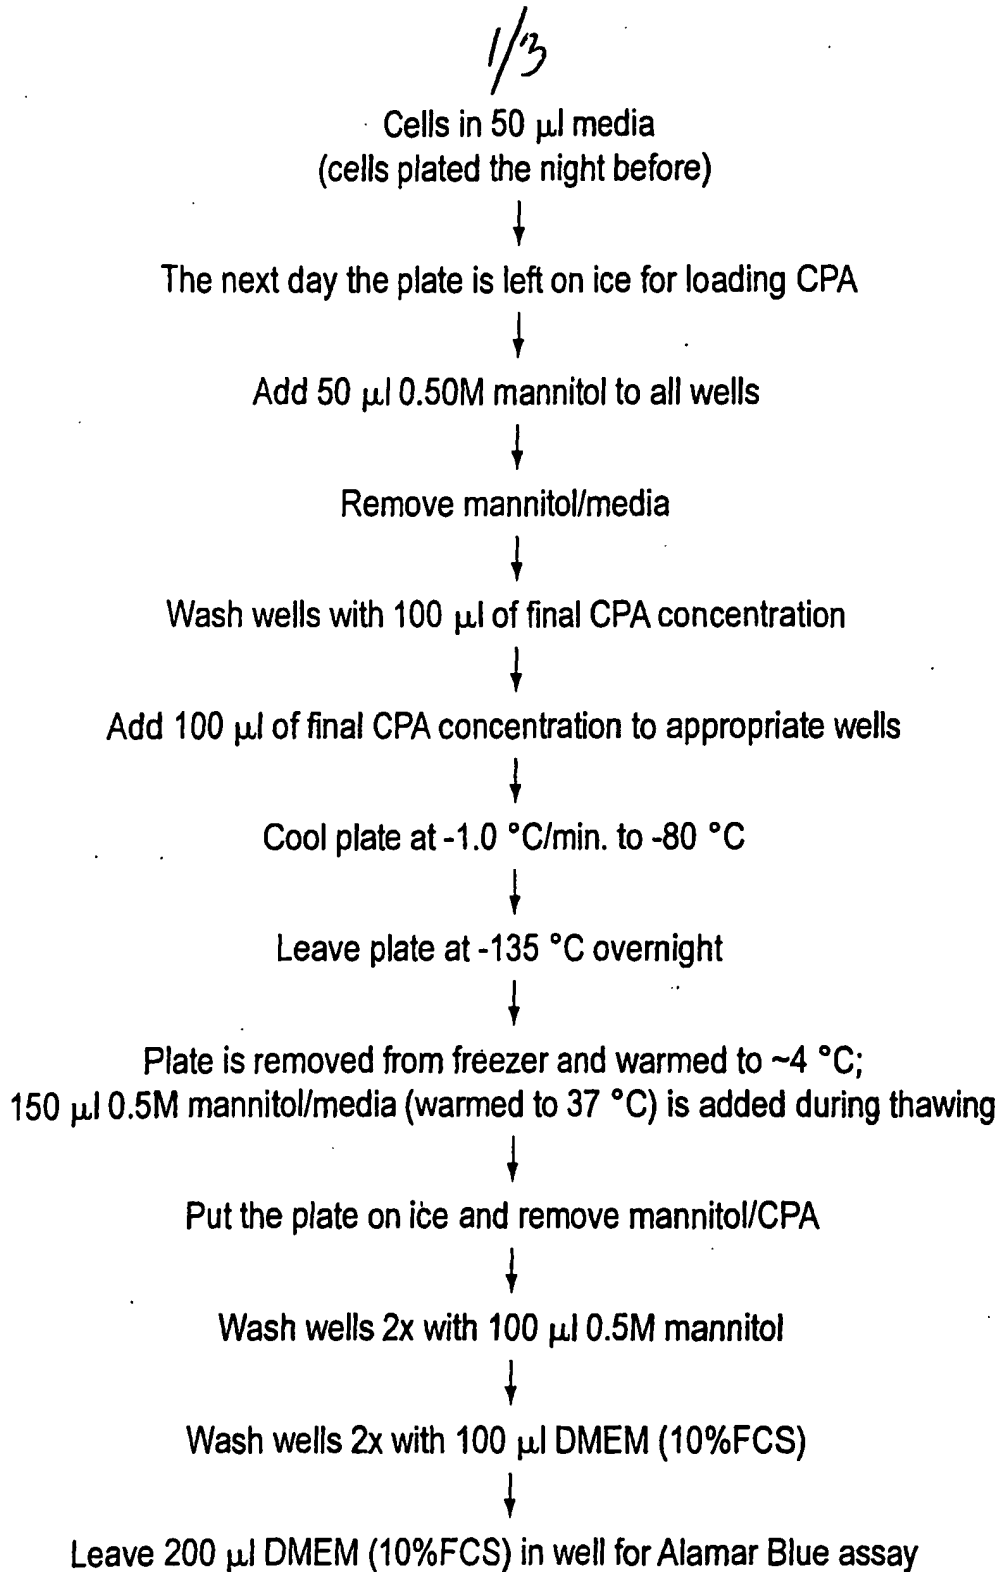 1/3
Cells in 50 μl media
(cells plated the night before)
The next day the plate is left on ice for loading CPA
Add 50 μl 0.50M mannitol to all wells
Remove mannitol/media
Wash wells with 100 μl of final CPA concentration
Add 100 μl of final CPA concentration to appropriate wells
Cool plate at -1.0 °C/min. to -80 °C
Leave plate at -135 °C overnight
Plate is removed from freezer and warmed to ~4 °C;
150 μl 0.5M mannitol/media (warmed to 37 °C) is added during thawing
Put the plate on ice and remove mannitol/CPA
Wash wells 2x with 100 μl 0.5M mannitol
Wash wells 2x with 100 μl DMEM (10%FCS)
Leave 200 μl DMEM (10%FCS) in well for Alamar Blue assay